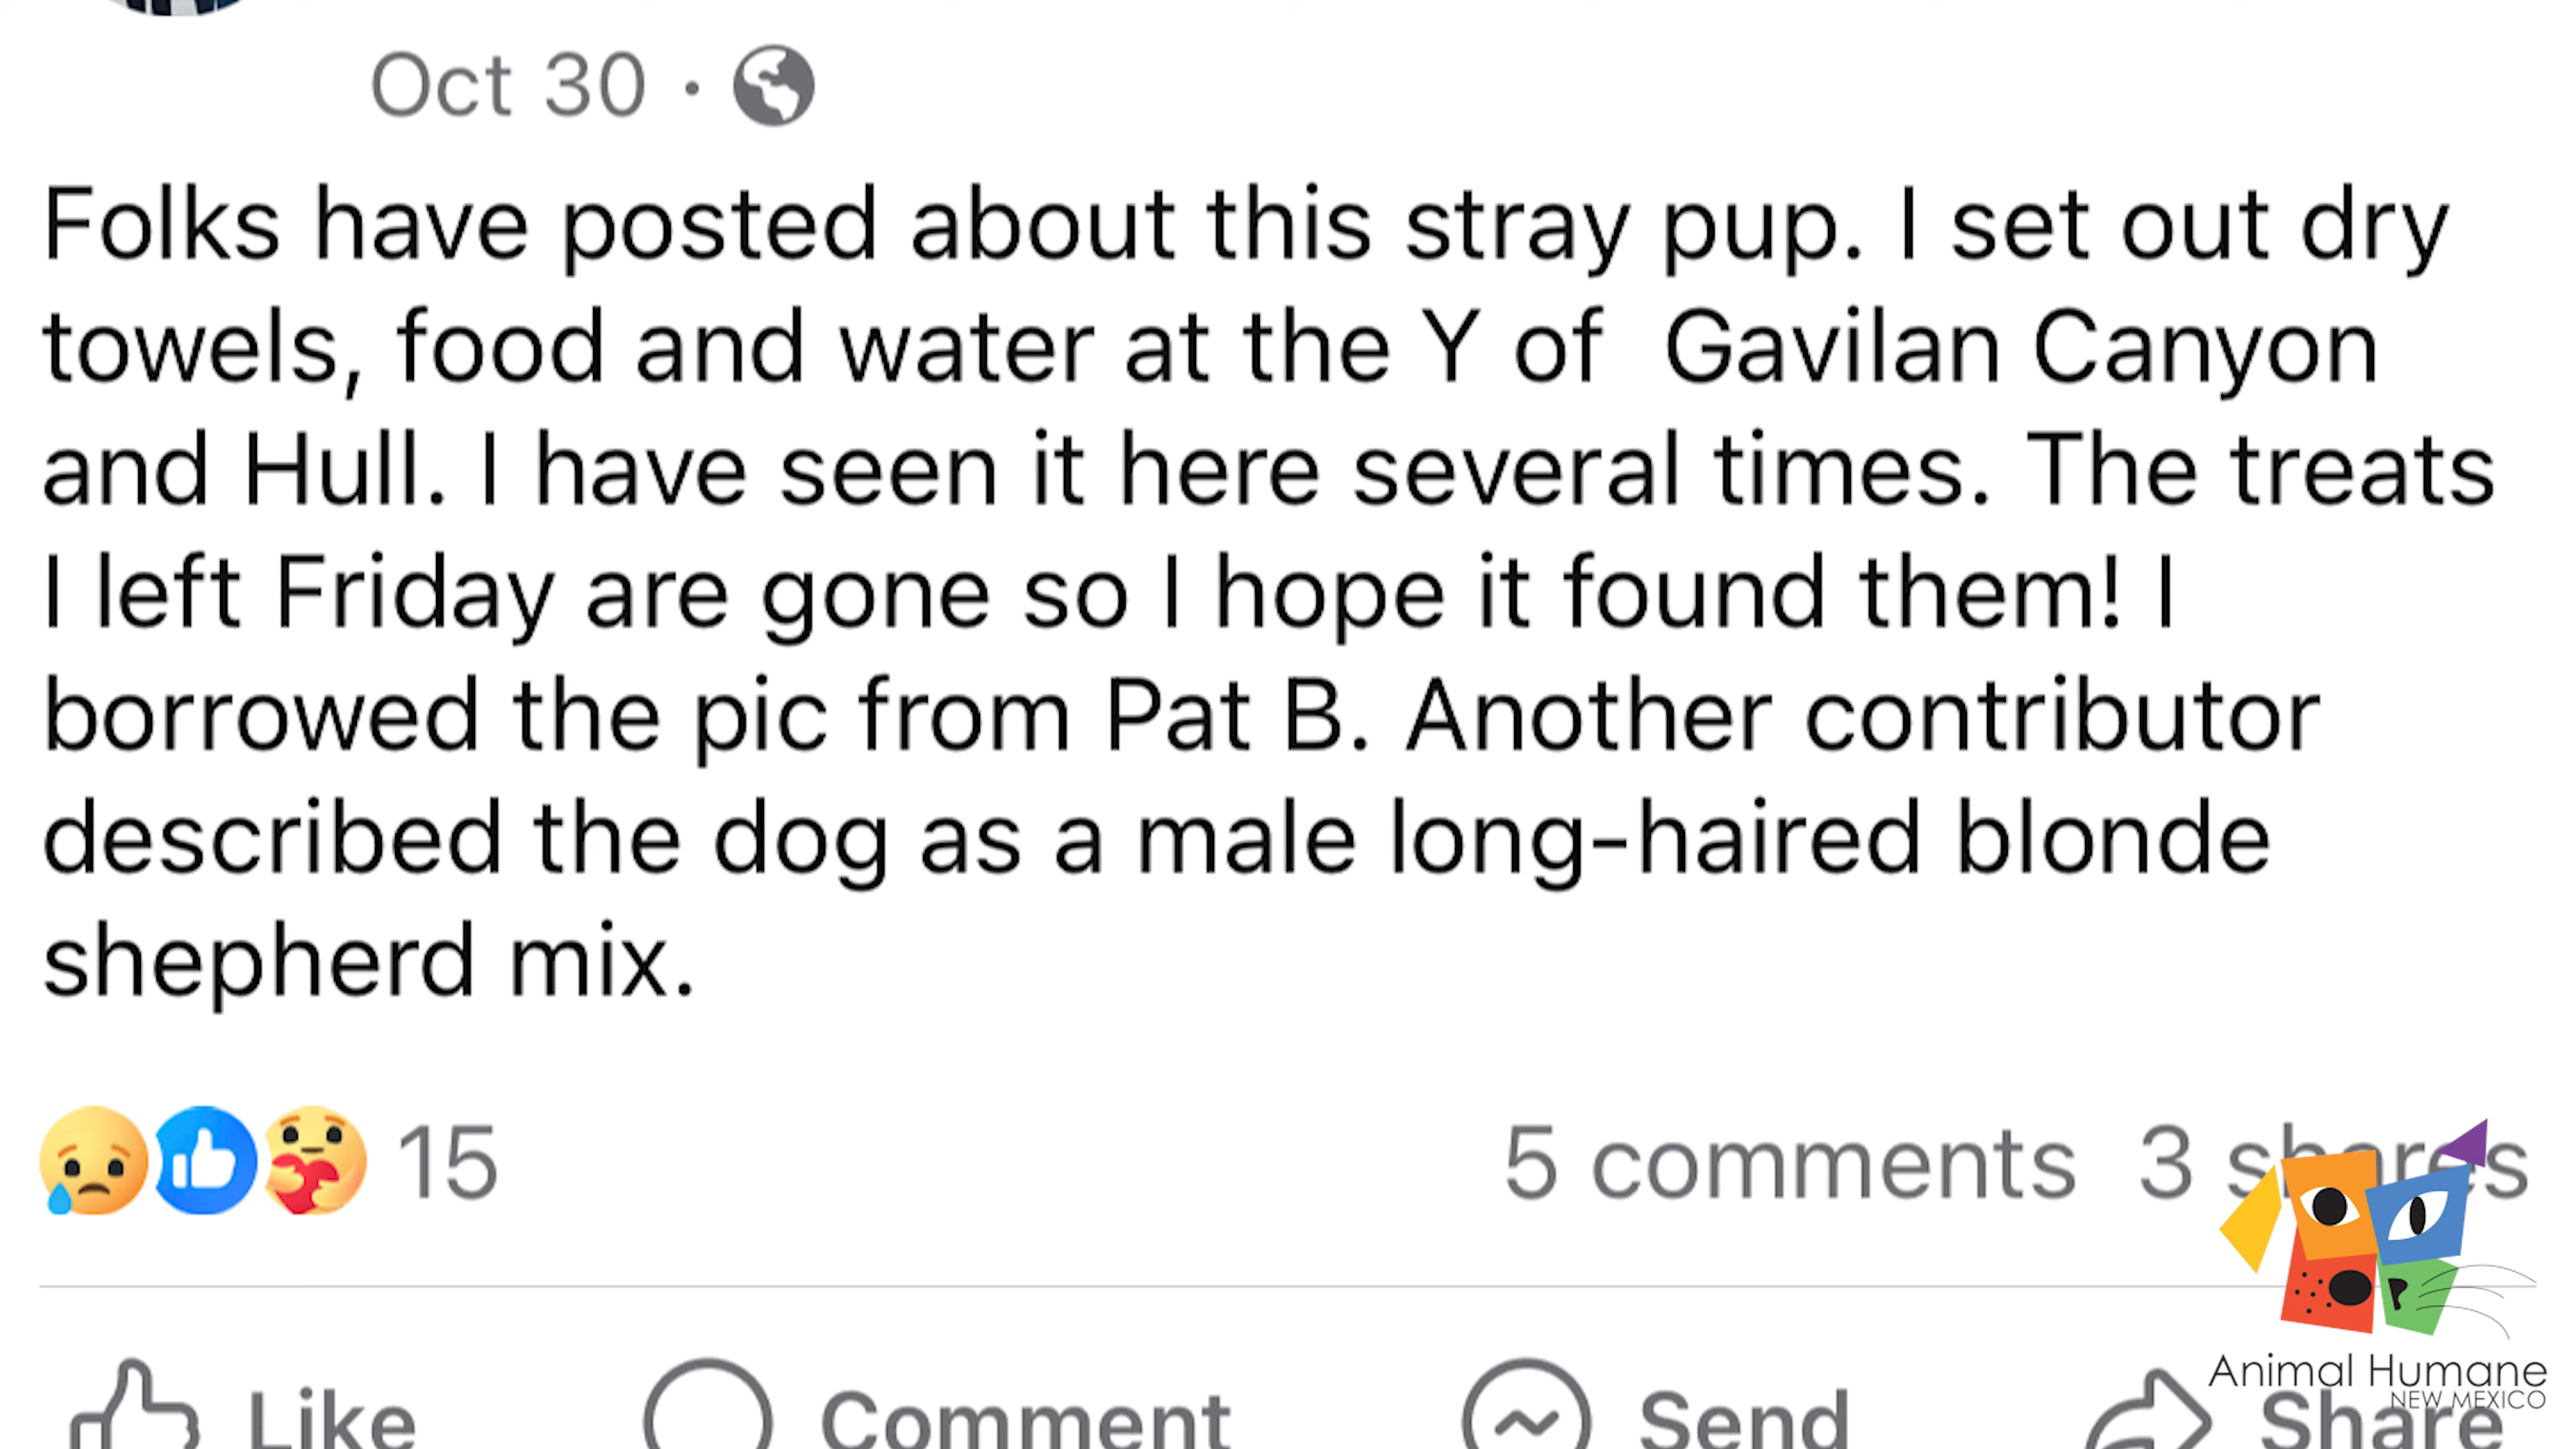 Oct 30 ·
Folks have posted about this stray pup. I set out dry
towels, food and water at the Y of  Gavilan Canyon
and Hull. I have seen it here several times. The treats
I left Friday are gone so I hope it found them! I
borrowed the pic from Pat B. Another contributor
described the dog as a male long-haired blonde
shepherd mix.
15
5 comments 3 shares
Like Comment Send Share
Animal Humane
NEW MEXICO